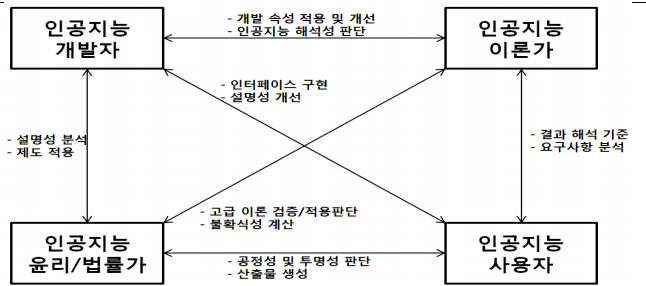 인공지능
개발자
- 개발 속성 적용 및 개선
- 인공지능 해석성 판단
인공지능
이론가
- 인터페이스 구현
- 설명성 개선
- 설명성 분석
- 제도 적용
- 결과 해석 기준
- 요구사항 분석
- 고급 이론 검증/적용판단
- 불확식성 계산
인공지능
윤리/법률가
- 공정성 및 투명성 판단
- 산출물 생성
인공지능
사용자